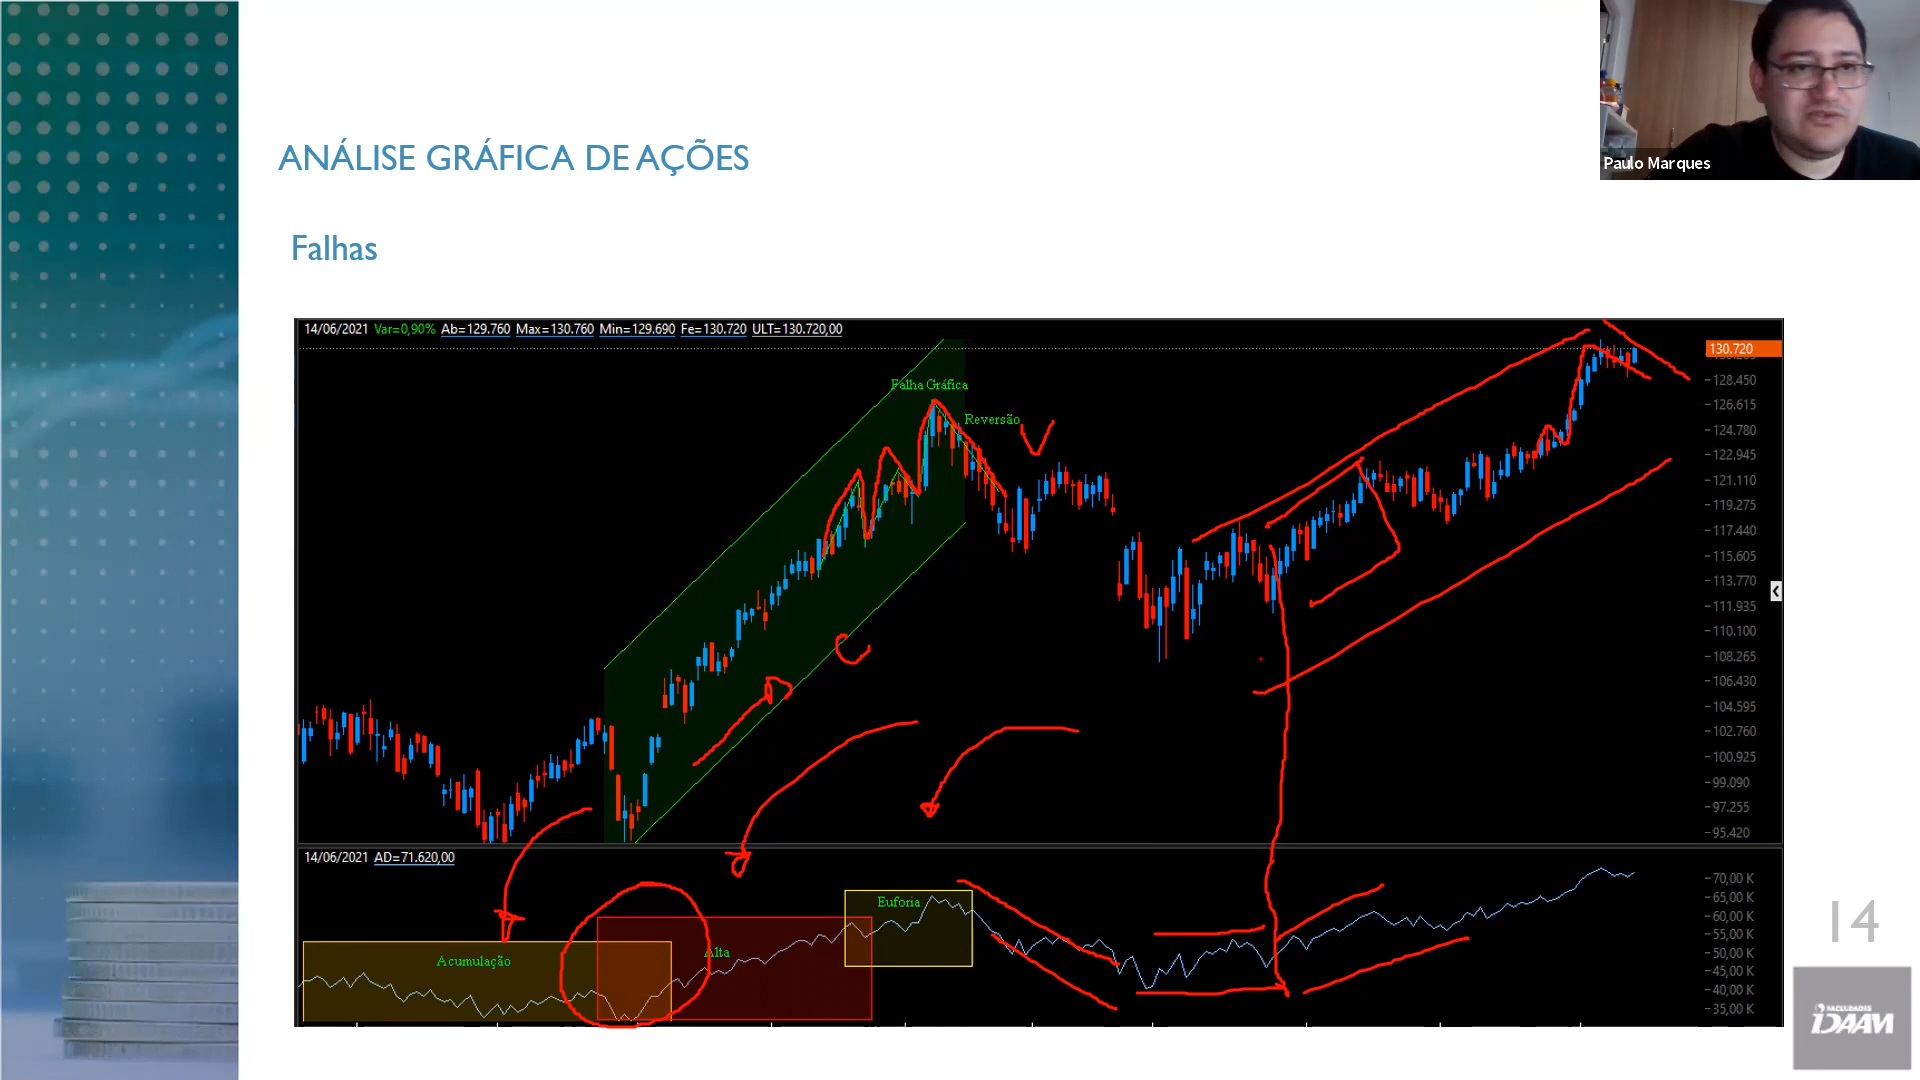 Paulo Marques
ANÁLISE GRÁFICA DE AÇÕES
Falhas
14/06/2021 Var=0,90% Ab=129.760 Max=130.760 Min=129.690 Fe=130.720 ULT=130.720,00
130.720
128.450
126.615
124.780
122.945
121.110
119.275
117.440
115.605
113.770
111.935
110.100
108.265
106.430
104.595
102.760
100.925
99.090
97.255
95.420
Falha Gráfica
Reversão
14/06/2021 AD=71.620,00
70,00 K
65,00 K
60,00 K
55,00 K
50,00 K
45,00 K
40,00 K
35,00 K
Euforia
Alta
Acumulação
14
FACULDADES
IDAAM